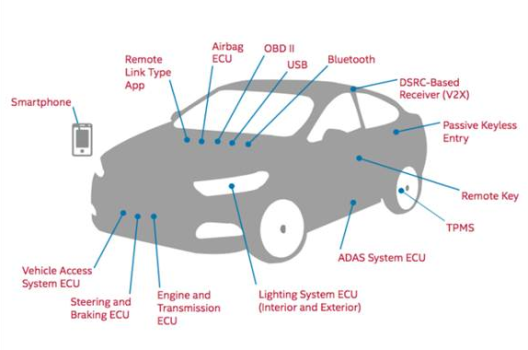 Remote
Link Type
App
Airbag
ECU
OBD II
USB
Bluetooth
Smartphone
DSRC-Based
Receiver (V2X)
Passive Keyless
Entry
Remote Key
TPMS
ADAS System ECU
Vehicle Access
System ECU
Steering and
Braking ECU
Engine and
Transmission
ECU
Lighting System ECU
(Interior and Exterior)